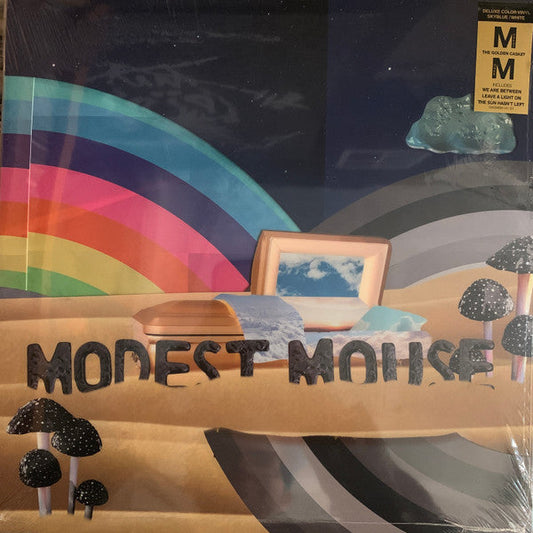 DELUXE COLOR VINYL
SKYBLUE/WHITE
M
M
THE GOLDEN CASKET
INCLUDES
WE ARE BETWEEN
LEAVE A LIGHT ON
THE SUN HASN'T LEFT
MODEST MOUSE